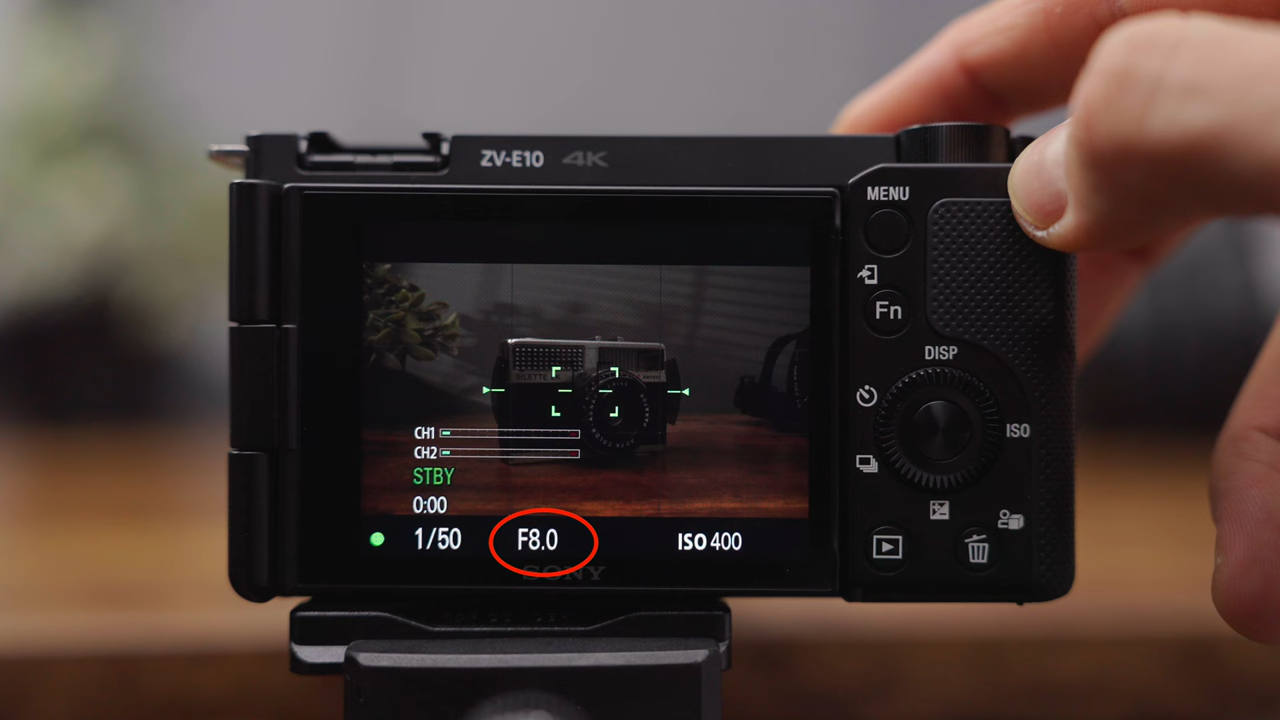 ZV-E10 4K
MENU
Fn
DISP
ISO
CH1
CH2
STBY
0:00
1/50 F8.0 ISO 400
SONY